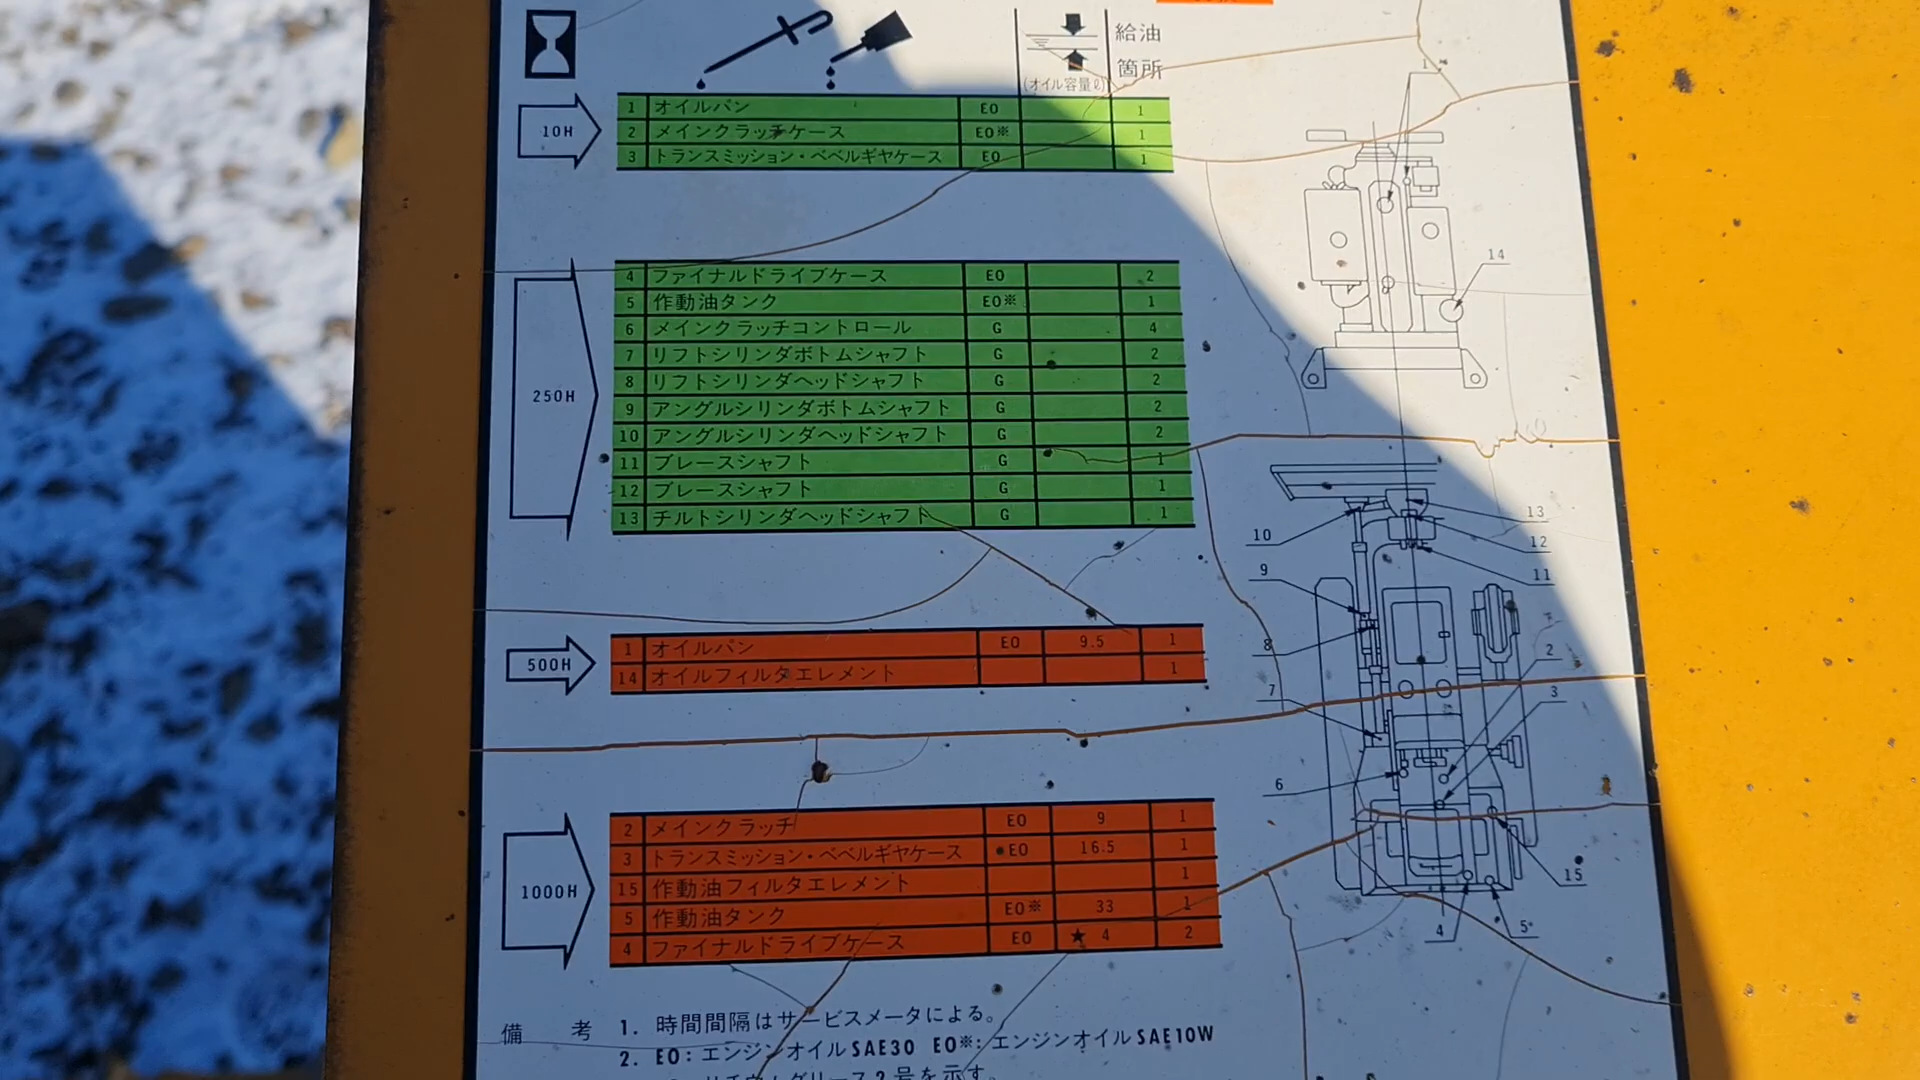 給油
箇所
(オイル容量ℓ)
10H
1 オイルパン EO 1
2 メインクラッチケース EO※ 1
3 トランスミッション・ベベルギヤケース EO 1
250H
4 ファイナルドライブケース EO 2
5 作動油タンク EO※ 1
6 メインクラッチコントロール G 4
7 リフトシリンダボトムシャフト G 2
8 リフトシリンダヘッドシャフト G 2
9 アングルシリンダボトムシャフト G 2
10 アングルシリンダヘッドシャフト G 2
11 ブレースシャフト G 1
12 ブレースシャフト G 1
13 チルトシリンダヘッドシャフト G 1
500H
1 オイルパン EO 9.5 1
14 オイルフィルタエレメント 1
1000H
2 メインクラッチ EO 9 1
3 トランスミッション・ベベルギヤケース EO 16.5 1
15 作動油フィルタエレメント 1
5 作動油タンク EO※ 33 1
4 ファイナルドライブケース EO ★ 4 2
備 考 1. 時間間隔はサービスメータによる。
2. EO:エンジンオイルSAE30 EO※:エンジンオイルSAE10W
リチウムグリース2号を示す。
1
14
13
10
12
9
11
8
2
7
3
6
15
4
5